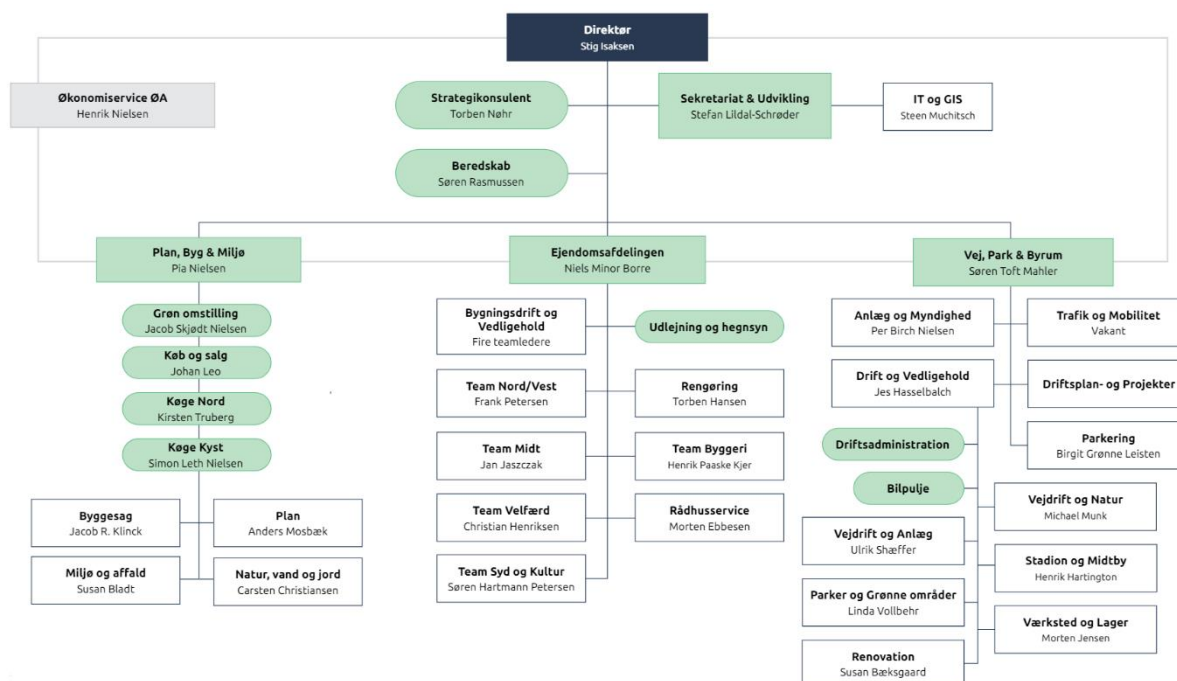 Direktør
Stig Isaksen
Økonomiservice ØA
Henrik Nielsen
Strategikonsulent
Torben Nøhr
Sekretariat & Udvikling
Stefan Lildal-Schrøder
IT og GIS
Steen Muchitsch
Beredskab
Søren Rasmussen
Plan, Byg & Miljø
Pia Nielsen
Ejendomsafdelingen
Niels Minor Borre
Vej, Park & Byrum
Søren Toft Mahler
Grøn omstilling
Jacob Skjødt Nielsen
Køb og salg
Johan Leo
Køge Nord
Kirsten Truberg
Køge Kyst
Simon Leth Nielsen
Byggesag
Jacob R. Klinck
Plan
Anders Mosbæk
Miljø og affald
Susan Bladt
Natur, vand og jord
Carsten Christiansen
Bygningsdrift og
Vedligehold
Fire teamledere
Udlejning og hegnsyn
Team Nord/Vest
Frank Petersen
Rengøring
Torben Hansen
Team Midt
Jan Jaszczak
Team Byggeri
Henrik Paaske Kjer
Team Velfærd
Christian Henriksen
Rådhusservice
Morten Ebbesen
Team Syd og Kultur
Søren Hartmann Petersen
Anlæg og Myndighed
Per Birch Nielsen
Trafik og Mobilitet
Vakant
Drift og Vedligehold
Jes Hasselbalch
Driftsplan- og Projekter
Driftsadministration
Parkering
Birgit Grønne Leisten
Bilpulje
Vejdrift og Natur
Michael Munk
Vejdrift og Anlæg
Ulrik Shæffer
Stadion og Midtby
Henrik Hartington
Parker og Grønne områder
Linda Vollbehr
Værksted og Lager
Morten Jensen
Renovation
Susan Bæksgaard